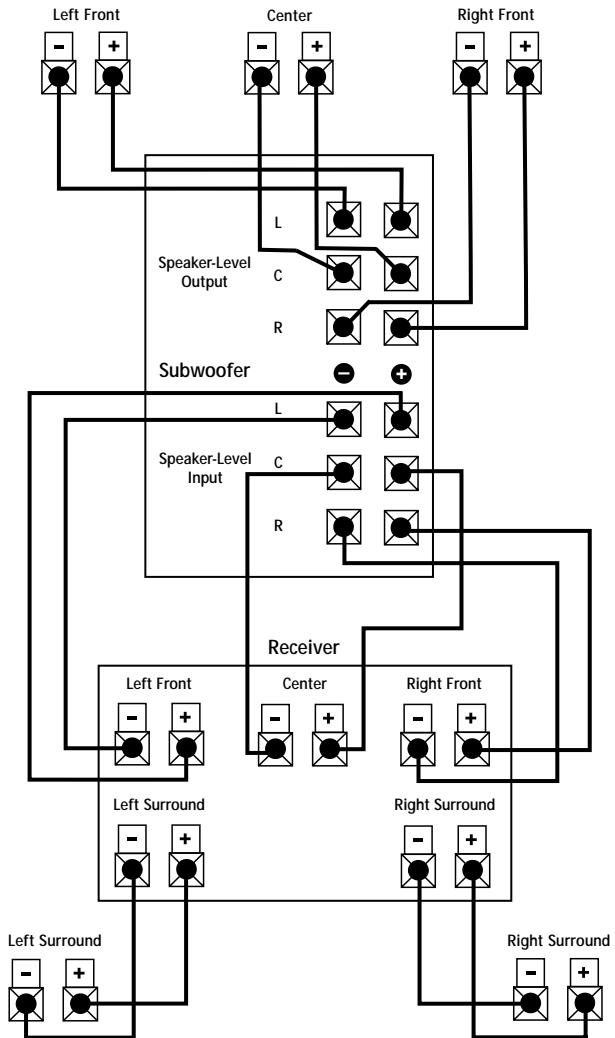 Left Front Center Right Front
- + - + - +
L
Speaker-Level
Output
C
R
Subwoofer - +
L
Speaker-Level
Input
C
R
Receiver
Left Front Center Right Front
- + - + - +
Left Surround Right Surround
- + - +
Left Surround Right Surround
- + - +